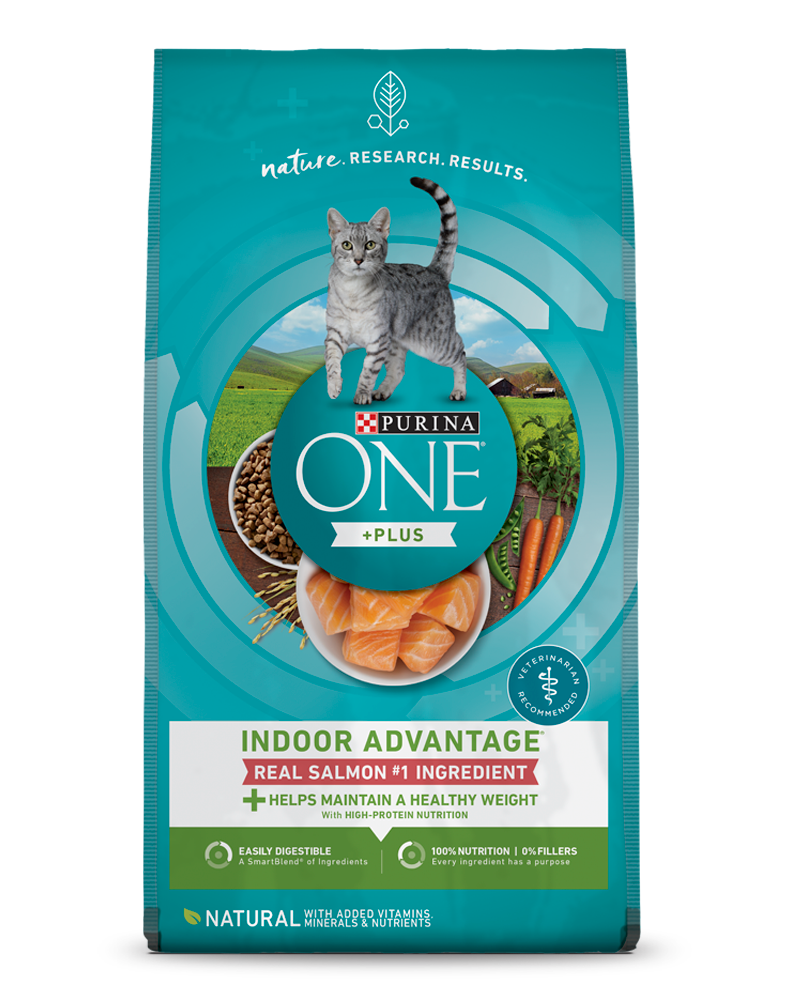 nature. RESEARCH. RESULTS.
PURINA
ONE®
+PLUS
VETERINARIAN
RECOMMENDED
INDOOR ADVANTAGE®
REAL SALMON #1 INGREDIENT
+ HELPS MAINTAIN A HEALTHY WEIGHT
With HIGH-PROTEIN NUTRITION
EASILY DIGESTIBLE
A SmartBlend® of Ingredients
100% NUTRITION | 0% FILLERS
Every ingredient has a purpose
NATURAL WITH ADDED VITAMINS,
MINERALS & NUTRIENTS